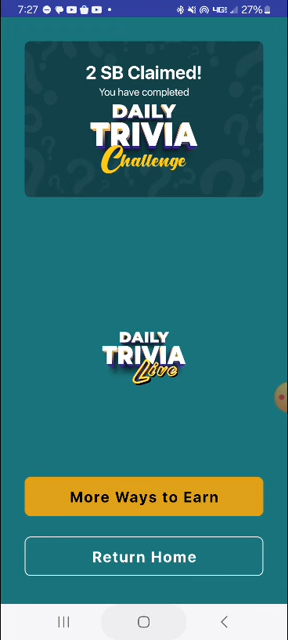 7:27
4GE
27%
2 SB Claimed!
You have completed
DAILY
TRIVIA
Challenge
DAILY
TRIVIA
Live
More Ways to Earn
Return Home